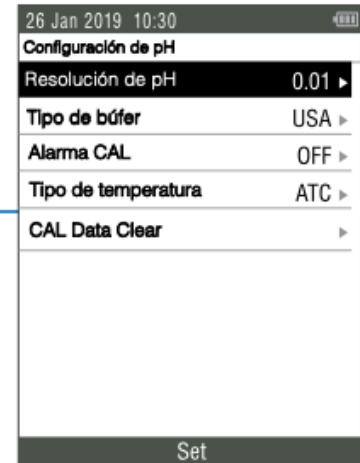 26 Jan 2019 10:30
Configuración de pH
Resolución de pH 0.01
Tipo de búfer USA
Alarma CAL OFF
Tipo de temperatura ATC
CAL Data Clear
Set